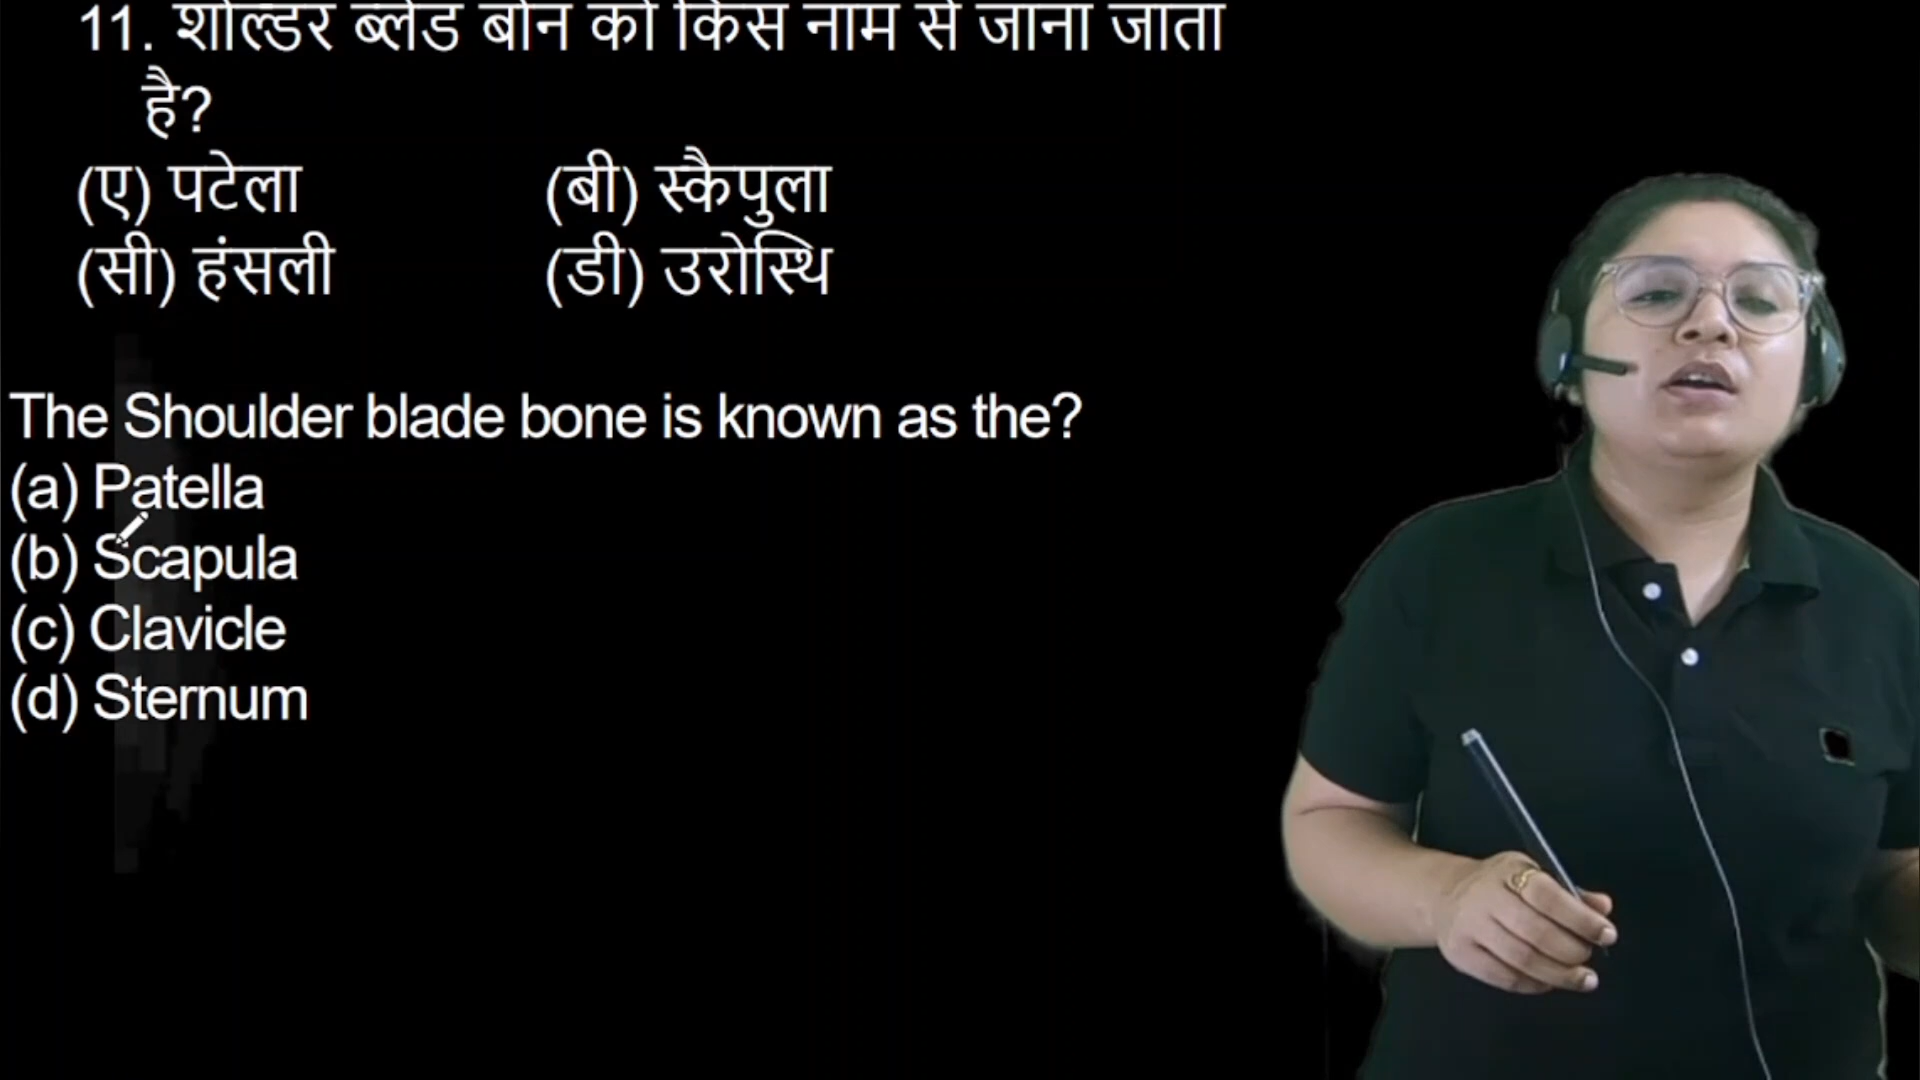 11. शोल्डर ब्लेड बोन को किस नाम से जाना जाता
है?
(ए) पटेला (बी) स्कैपुला
(सी) हंसली (डी) उरोस्थि
The Shoulder blade bone is known as the?
(a) Patella
(b) Scapula
(c) Clavicle
(d) Sternum